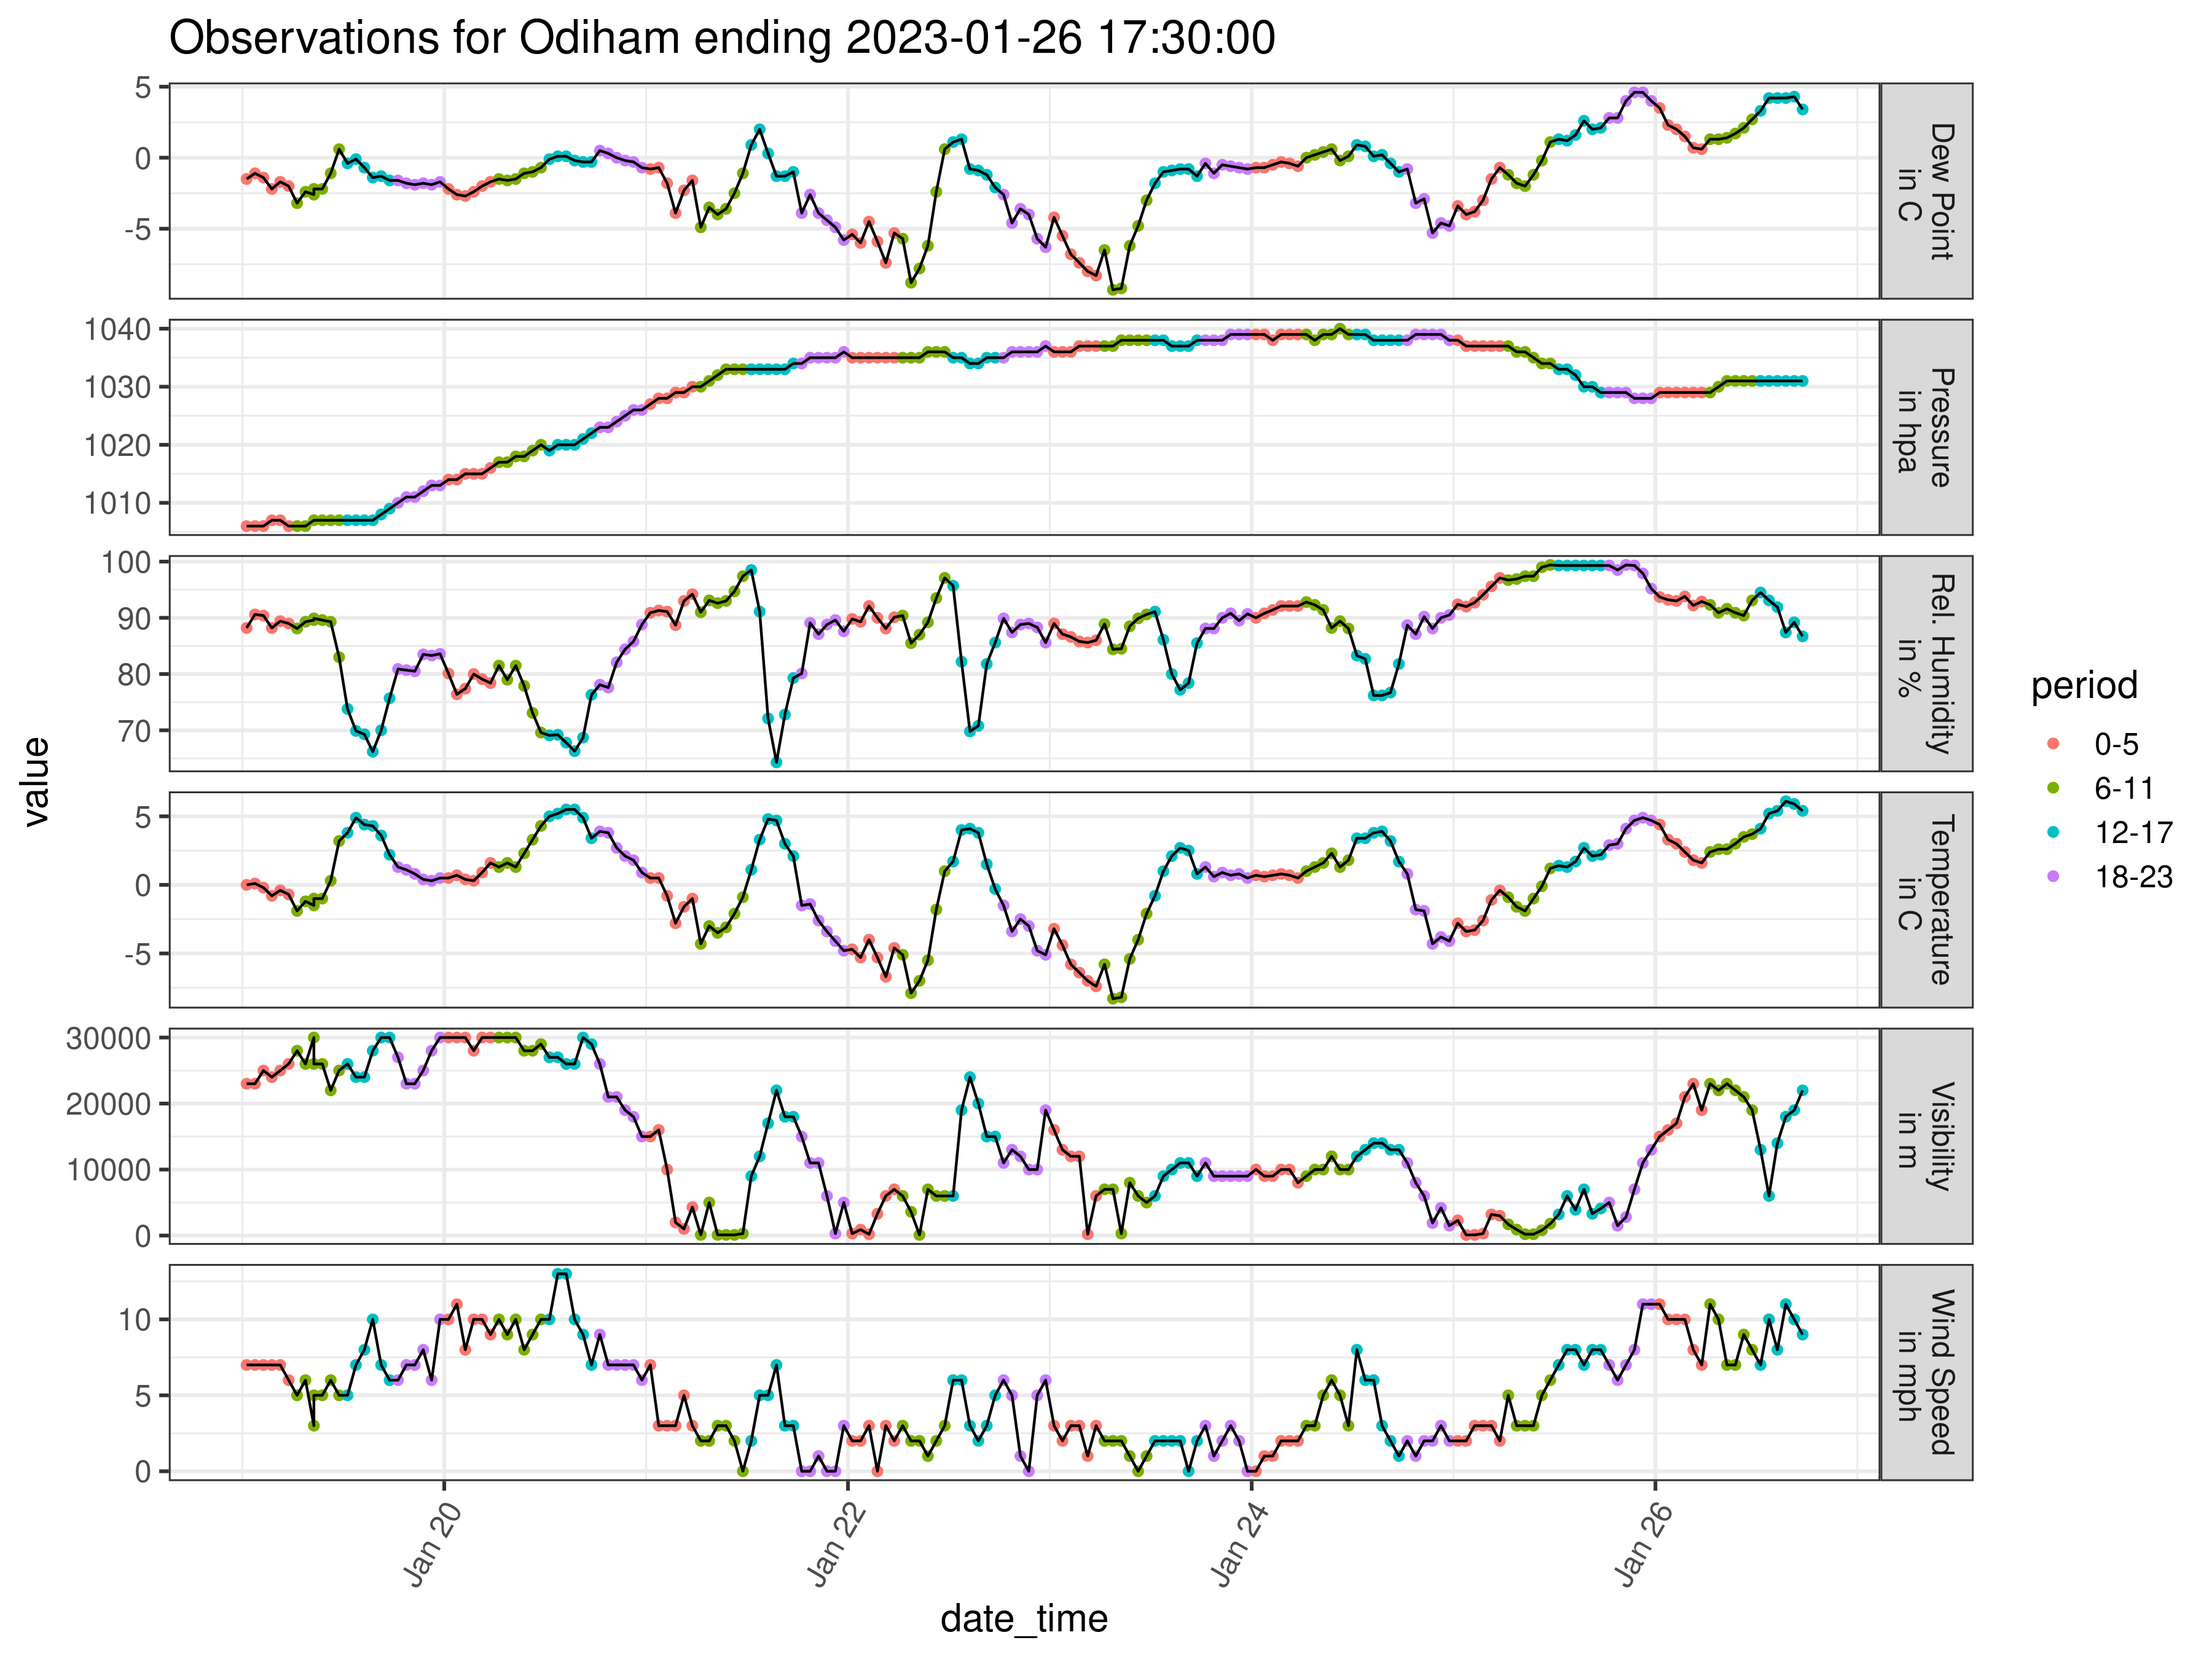 Observations for Odiham ending 2023-01-26 17:30:00
value
5
0
-5
Dew Point
in C
1040
1030
1020
1010
Pressure
in hpa
100
90
80
70
Rel. Humidity
in %
5
0
-5
Temperature
in C
30000
20000
10000
0
Visibility
in m
10
5
0
Wind Speed
in mph
Jan 20
Jan 22
Jan 24
Jan 26
date_time
period
0-5
6-11
12-17
18-23